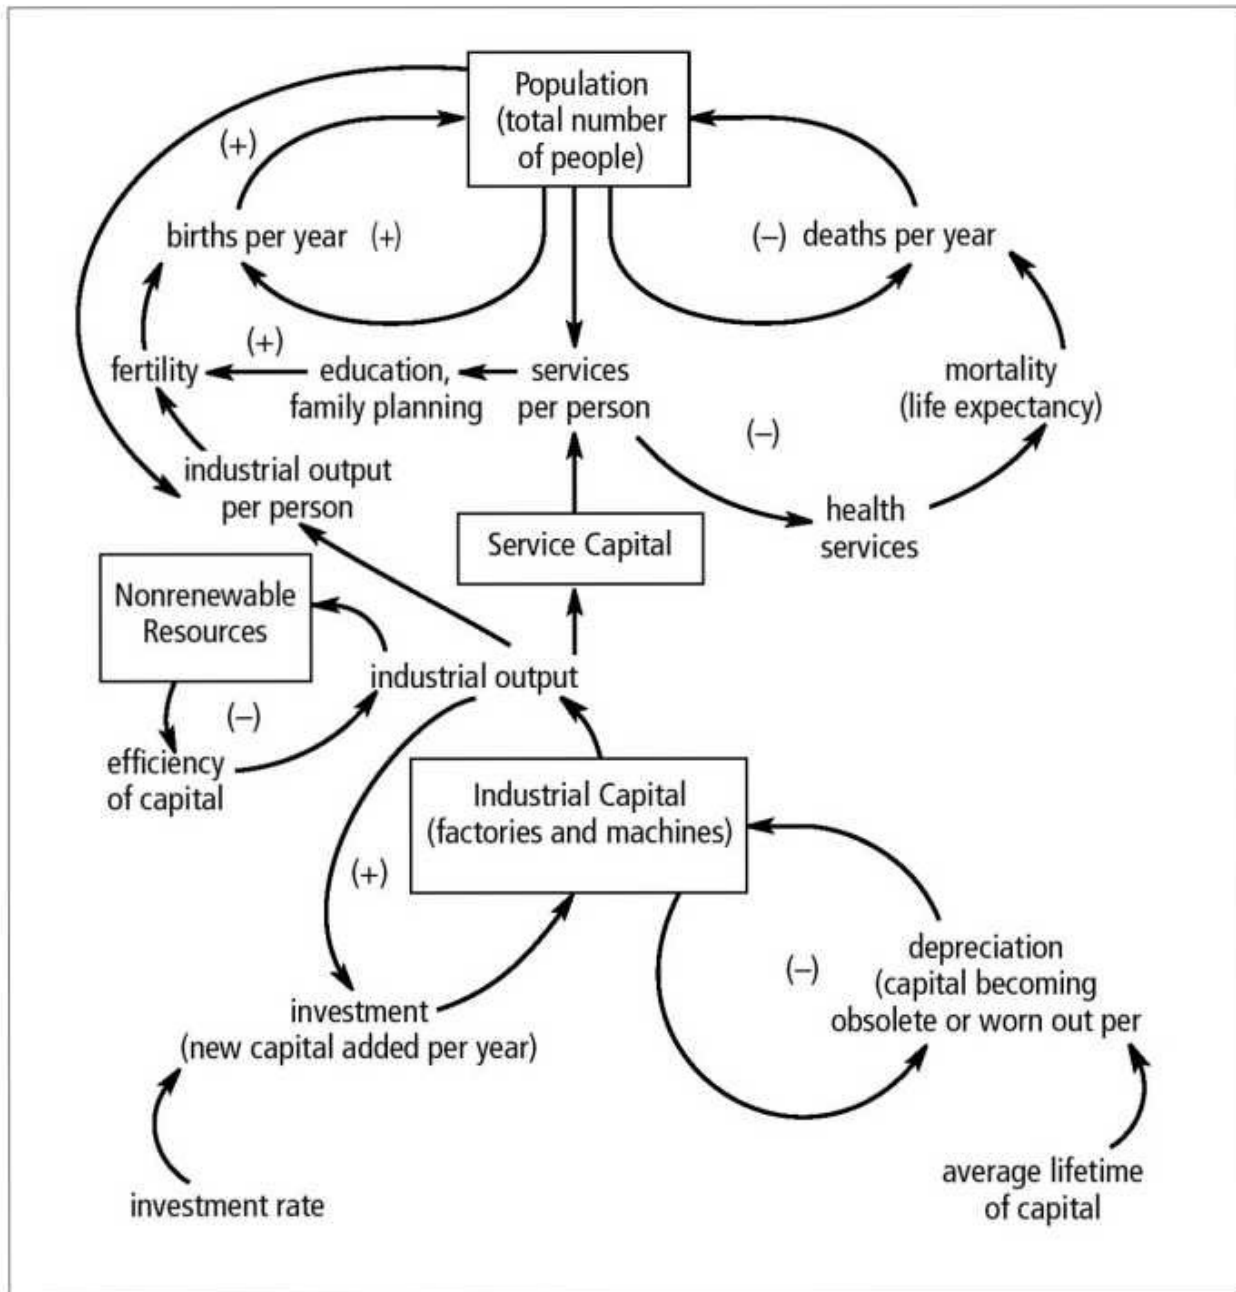 Population
(total number
of people)
(+)
births per year (+)
(–) deaths per year
(+)
fertility
education,
family planning
services
per person
mortality
(life expectancy)
(–)
industrial output
per person
health
services
Service Capital
Nonrenewable
Resources
industrial output
(–)
efficiency
of capital
Industrial Capital
(factories and machines)
(+)
depreciation
(capital becoming
obsolete or worn out per
(–)
investment
(new capital added per year)
investment rate
average lifetime
of capital